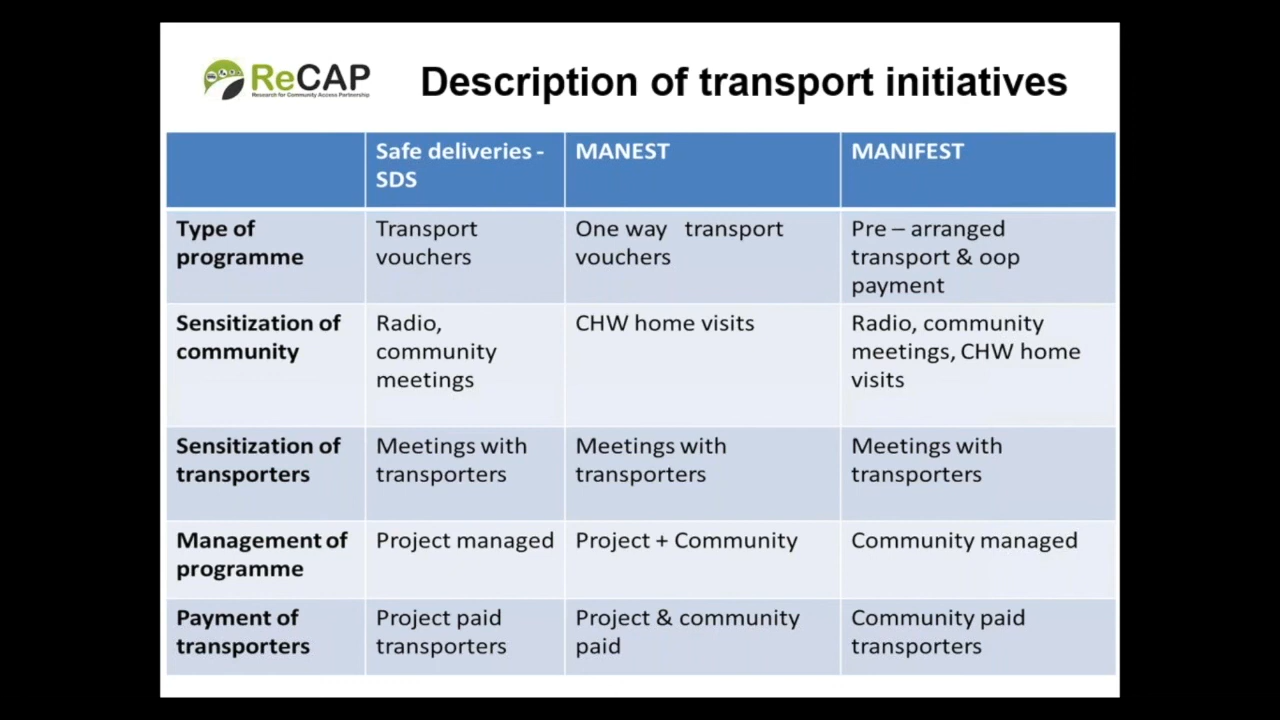 ReCAP
Research for Community Access Partnership
Description of transport initiatives
Safe deliveries -
SDS
MANEST
MANIFEST
Type of
programme
Transport
vouchers
One way transport
vouchers
Pre – arranged
transport & oop
payment
Sensitization of
community
Radio,
community
meetings
CHW home visits
Radio, community
meetings, CHW home
visits
Sensitization of
transporters
Meetings with
transporters
Meetings with
transporters
Meetings with
transporters
Management of
programme
Project managed
Project + Community
Community managed
Payment of
transporters
Project paid
transporters
Project & community
paid
Community paid
transporters